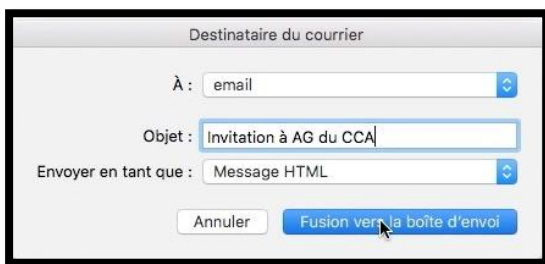 Destinataire du courrier
À : email
Objet : Invitation à AG du CCA
Envoyer en tant que : Message HTML
Annuler Fusion vers la boîte d'envoi